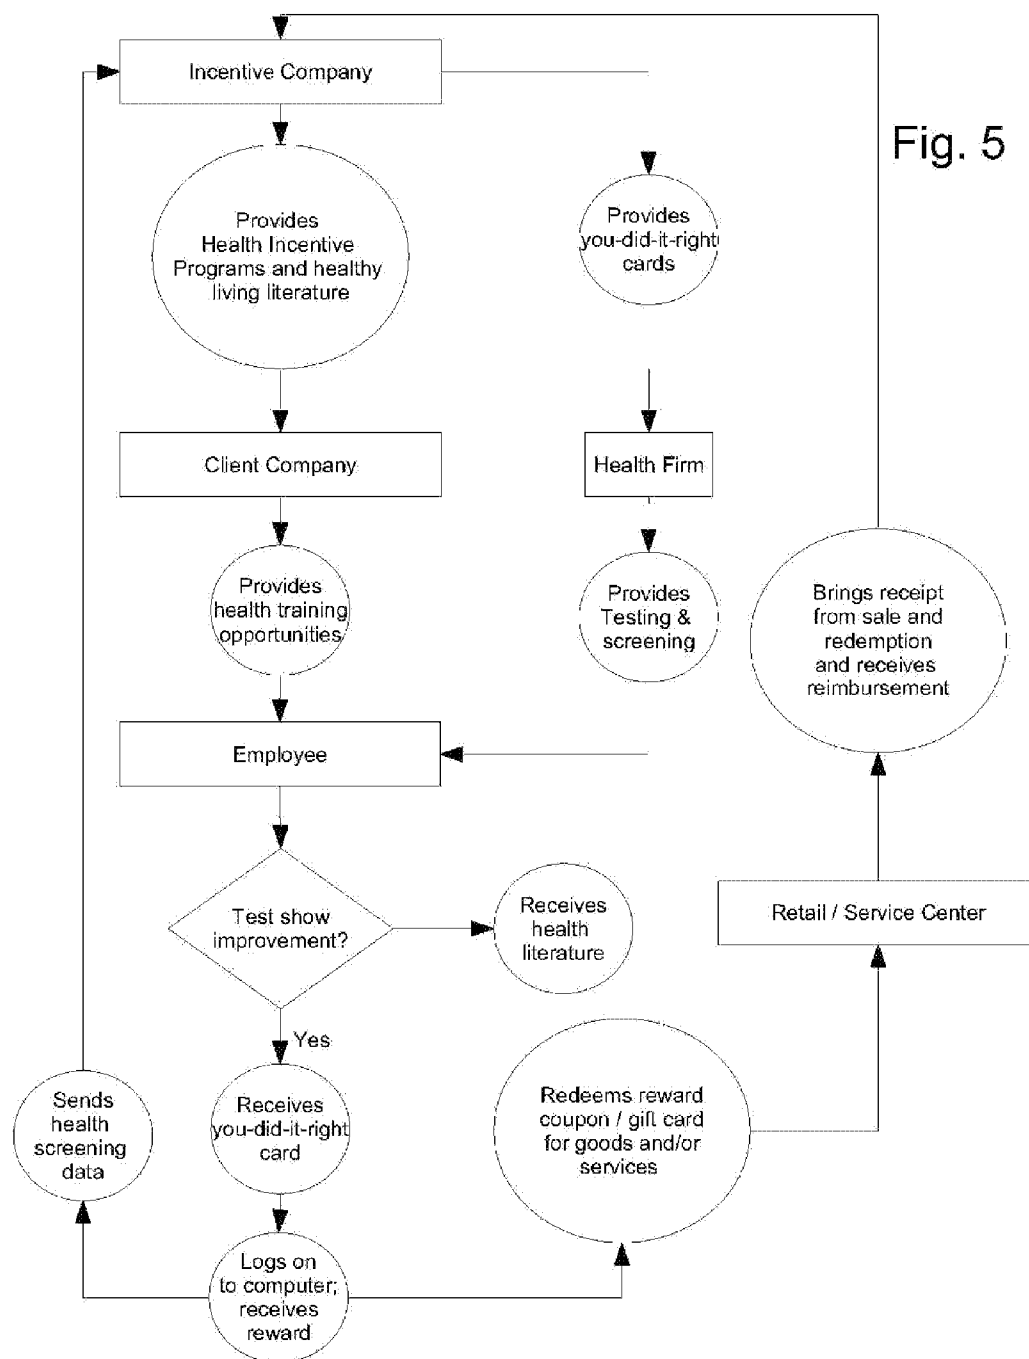 Incentive Company
Fig. 5
Provides
Health Incentive
Programs and healthy
living literature
Provides
you-did-it-right
cards
Client Company
Health Firm
Provides
health training
opportunities
Provides
Testing &
screening
Brings receipt
from sale and
redemption
and receives
reimbursement
Employee
Test show
improvement?
Receives
health
literature
Retail / Service Center
Yes
Sends
health
screening
data
Receives
you-did-it-right
card
Redeems reward
coupon / gift card
for goods and/or
services
Logs on
to computer;
receives
reward